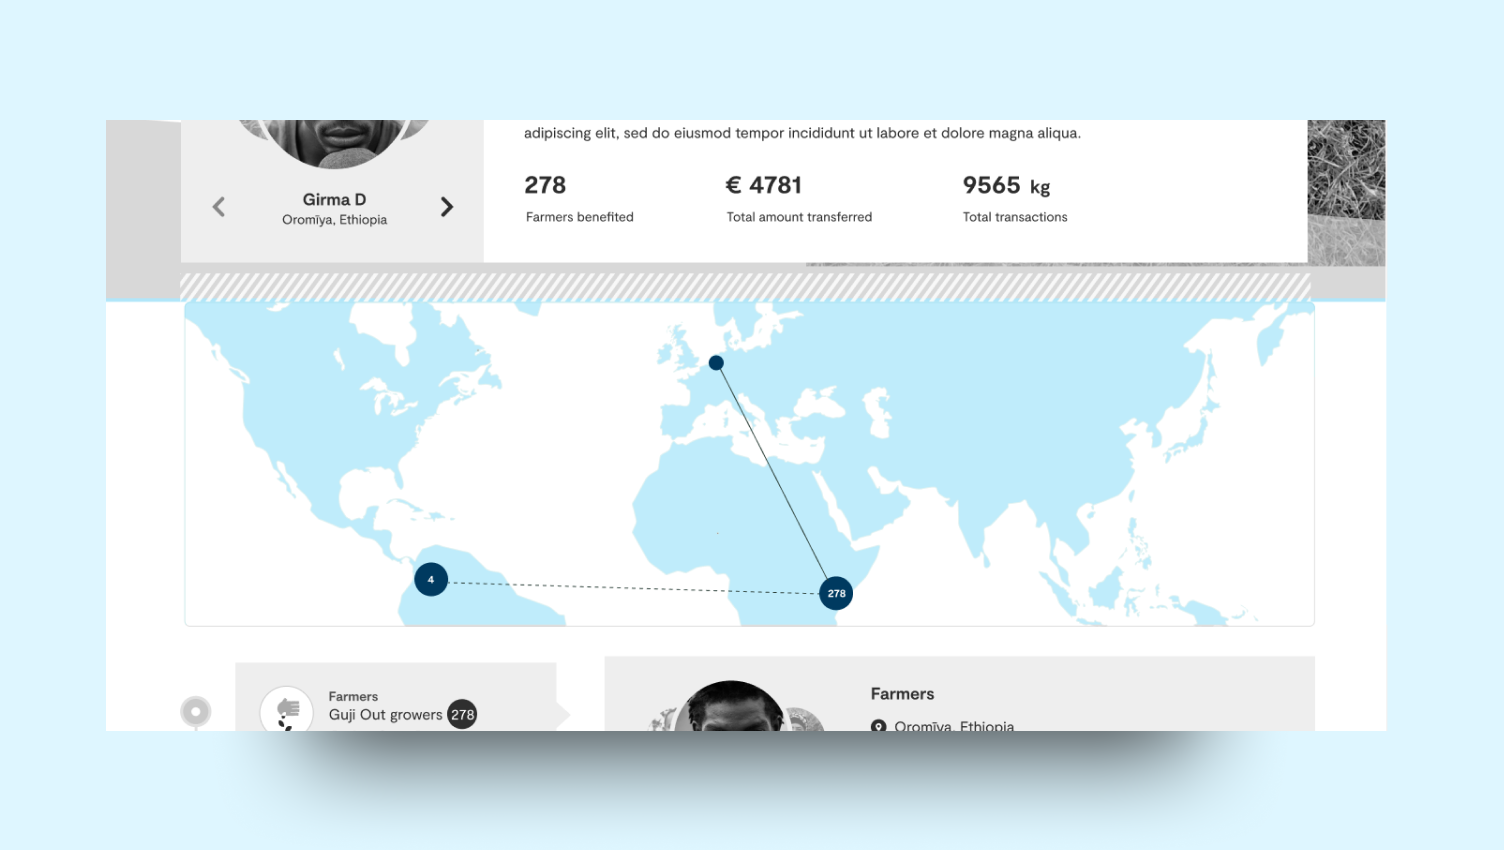 adipiscing elit, sed do eiusmod tempor incididunt ut labore et dolore magna aliqua.
Girma D
Oromīya, Ethiopia
278
Farmers benefited
€ 4781
Total amount transferred
9565 kg
Total transactions
4
278
Farmers
Guji Out growers 278
Farmers
Oromīya, Ethiopia